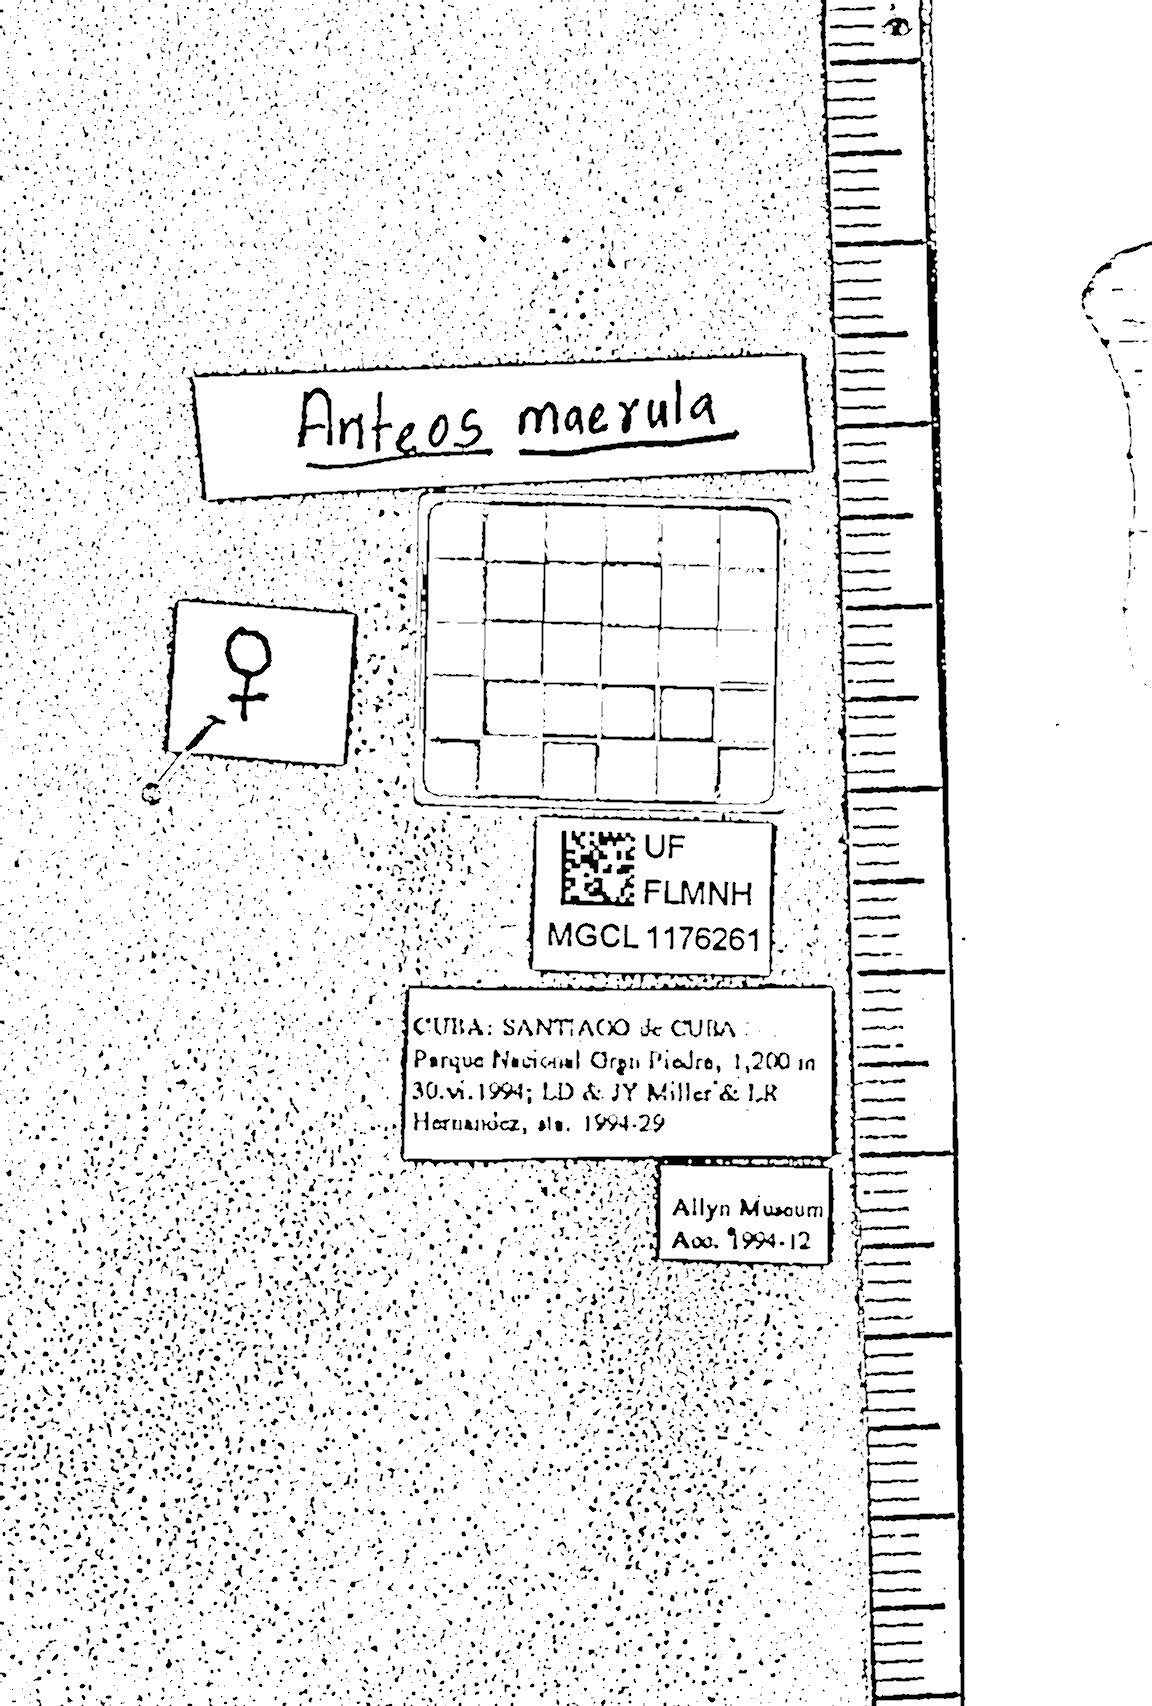 Anteos maerula
♀
UF
FLMNH
MGCL 1176261
CUBA: SANTIAGO de CUBA
Parque Nacional Gran Piedra, 1,200 m
30.vi.1994; LD & JY Miller & LR
Hernandez, sta. 1994-29
Allyn Museum
Acc. 1994-12